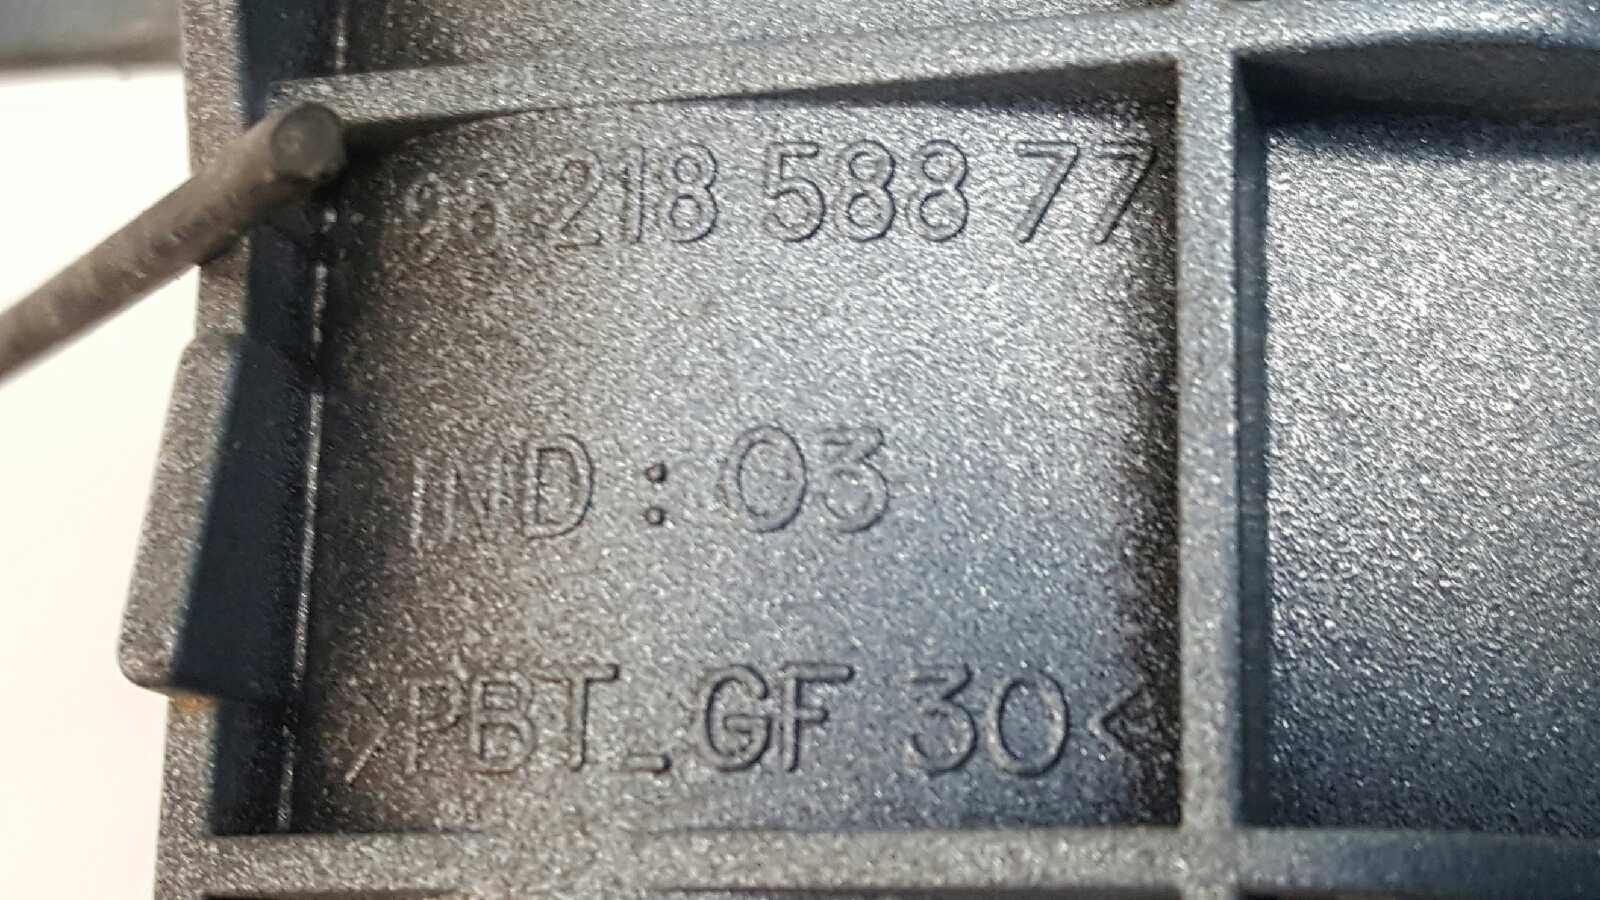 96 218 588 77
IND : 03
>PBT_GF 30<